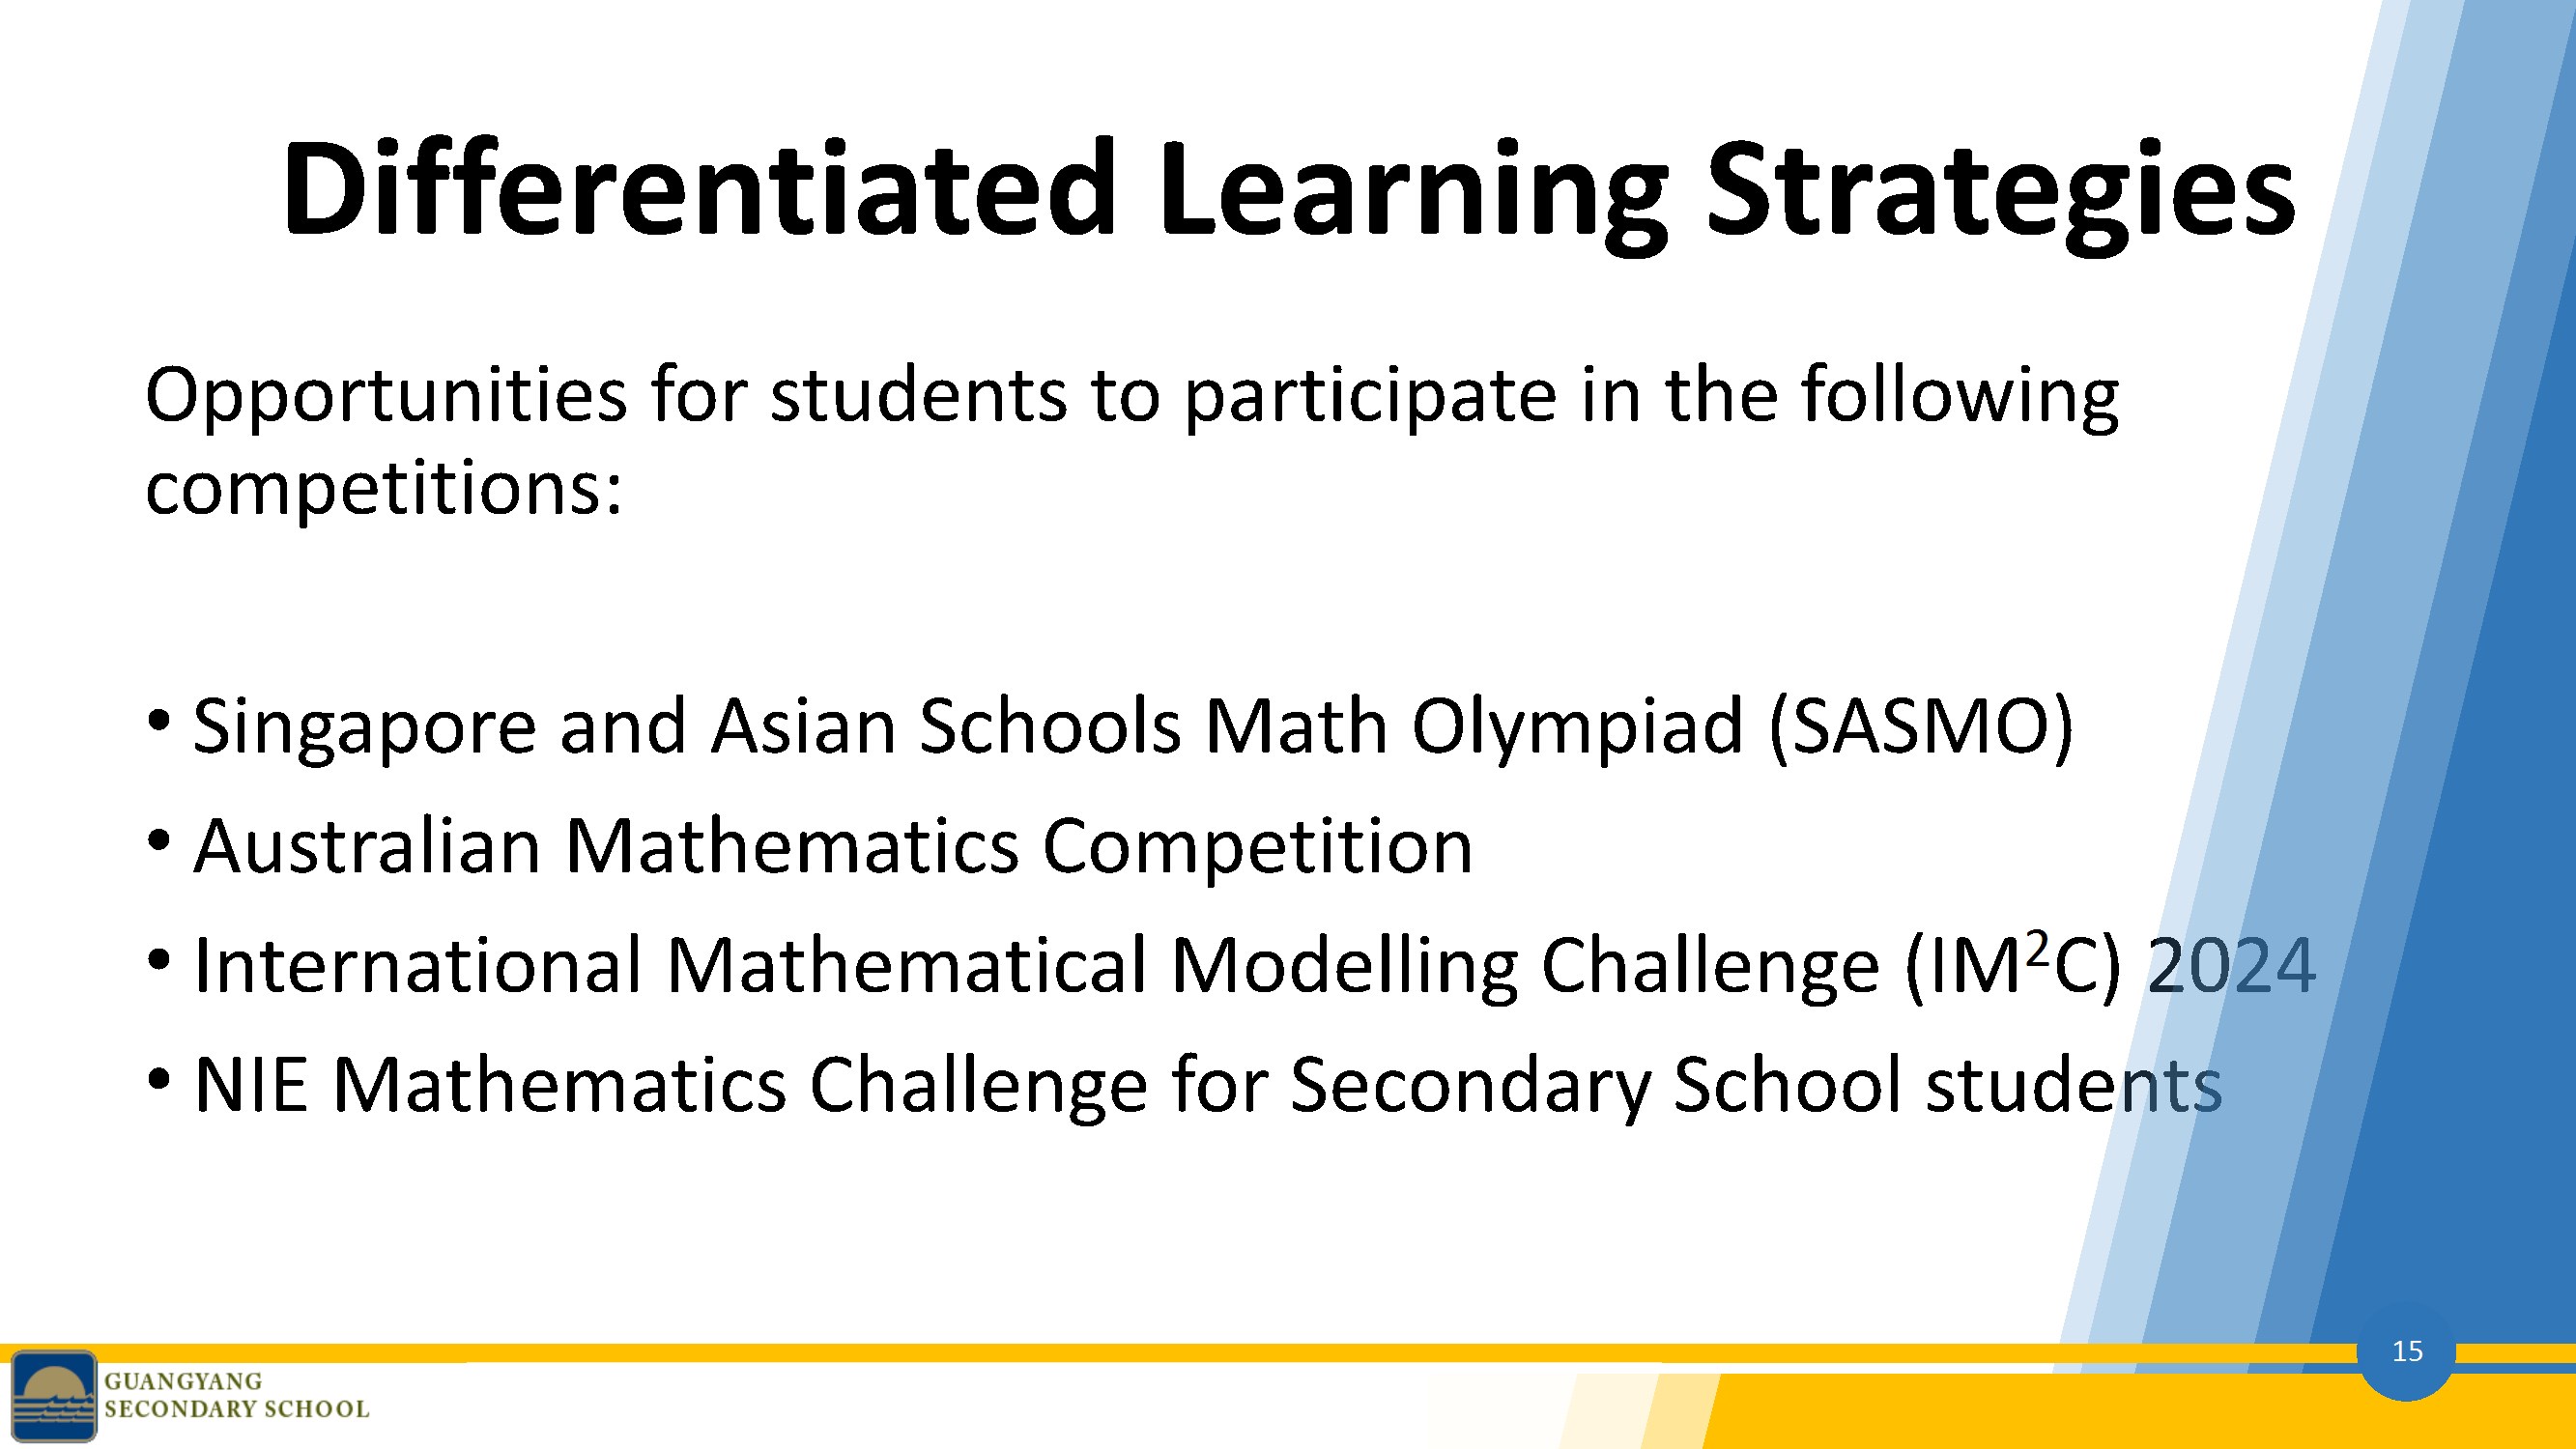 Differentiated Learning Strategies
Opportunities for students to participate in the following
competitions:
• Singapore and Asian Schools Math Olympiad (SASMO)
• Australian Mathematics Competition
• International Mathematical Modelling Challenge (IM²C) 2024
• NIE Mathematics Challenge for Secondary School students
15
GUANGYANG
SECONDARY SCHOOL